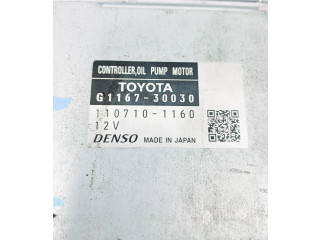 CONTROLLER,OIL PUMP MOTOR
TOYOTA
G1167-30030
110710-1160
12V
DENSO MADE IN JAPAN